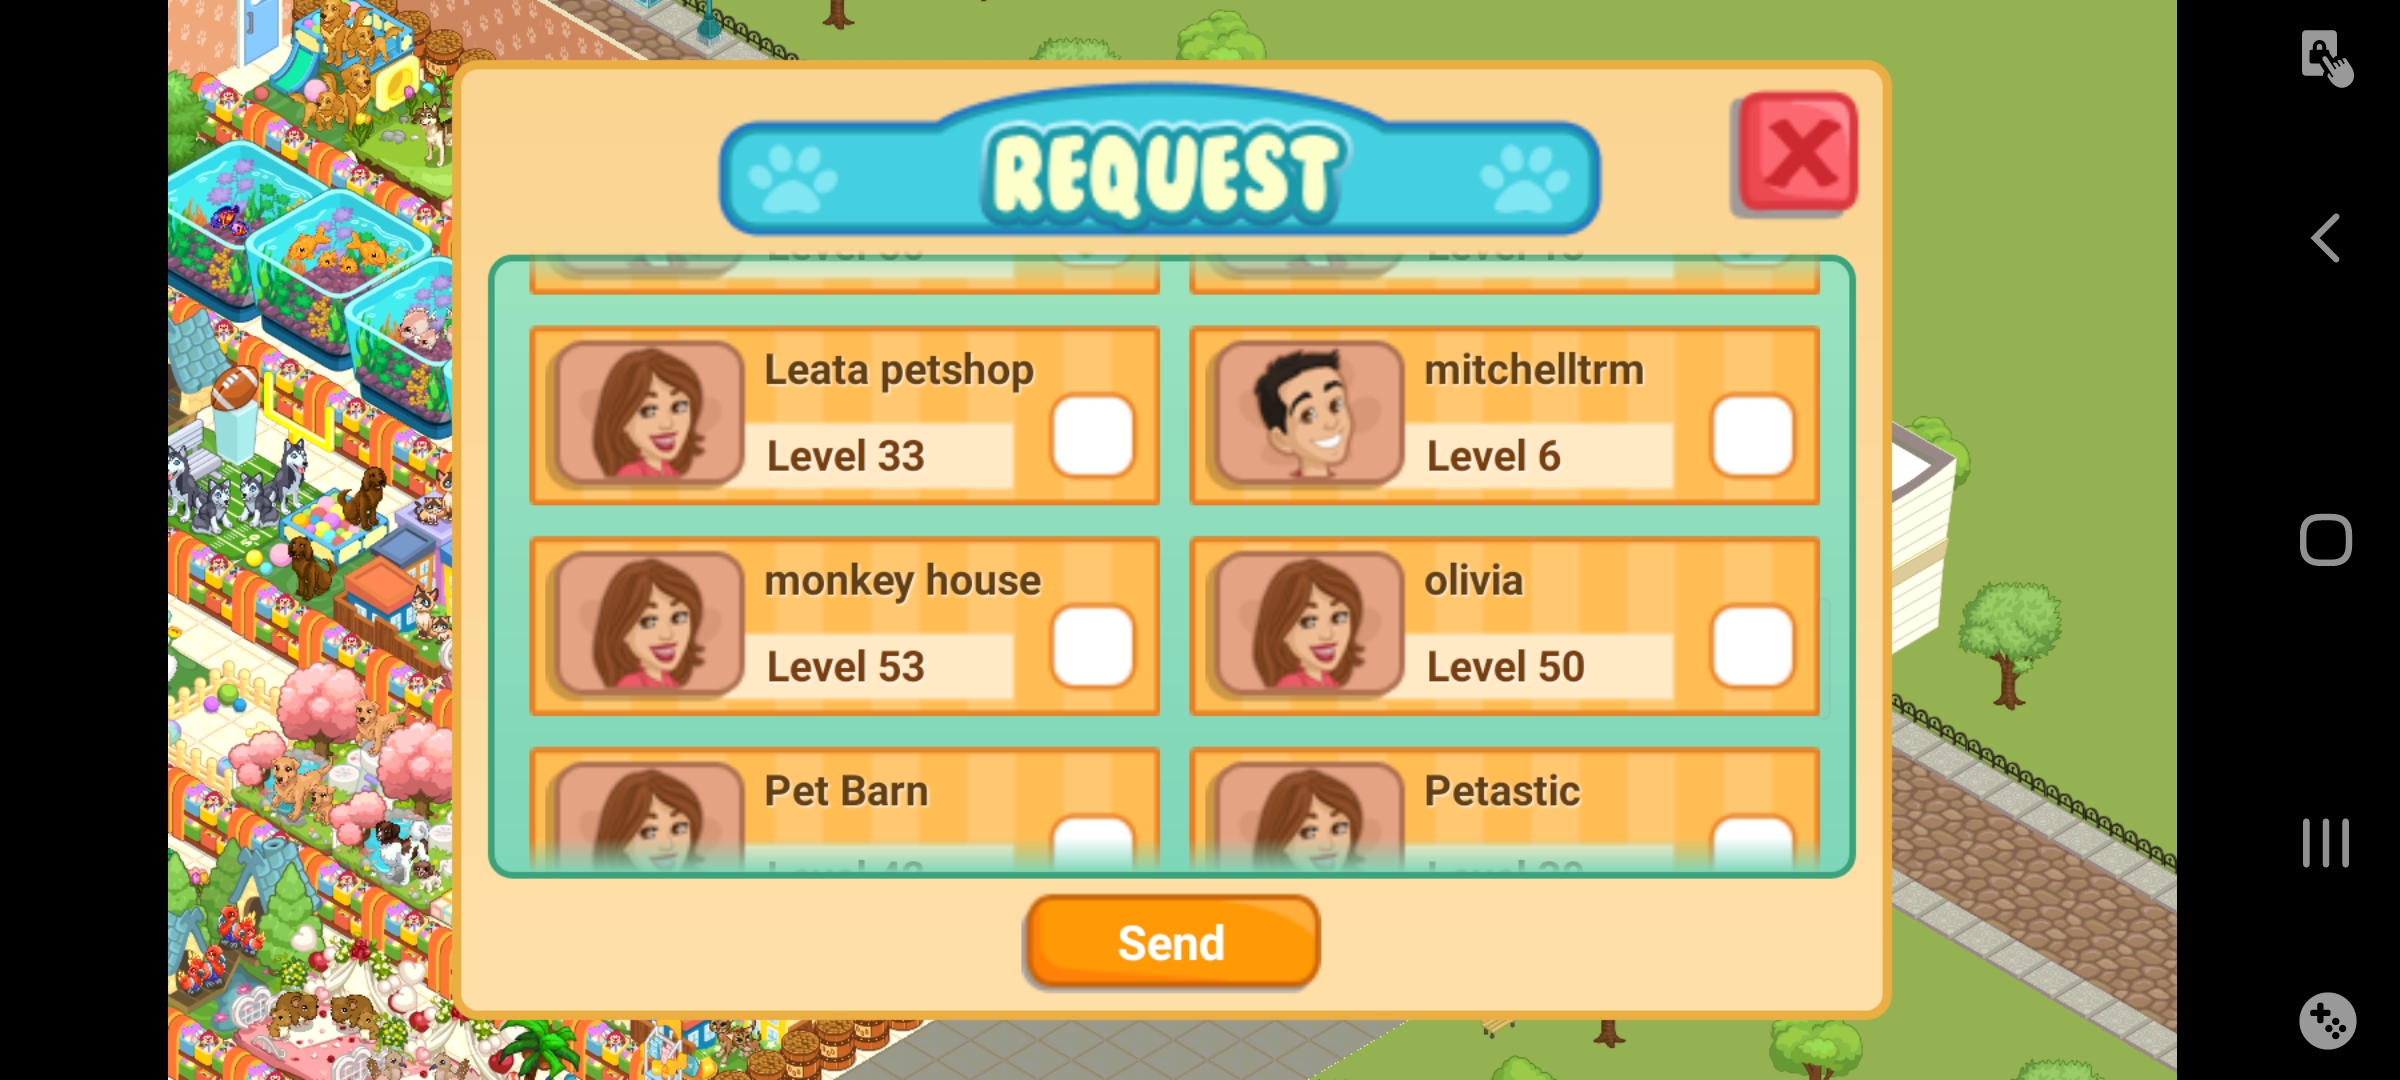 REQUEST
Leata petshop
Level 33
mitchelltrm
Level 6
monkey house
Level 53
olivia
Level 50
Pet Barn
Petastic
Send